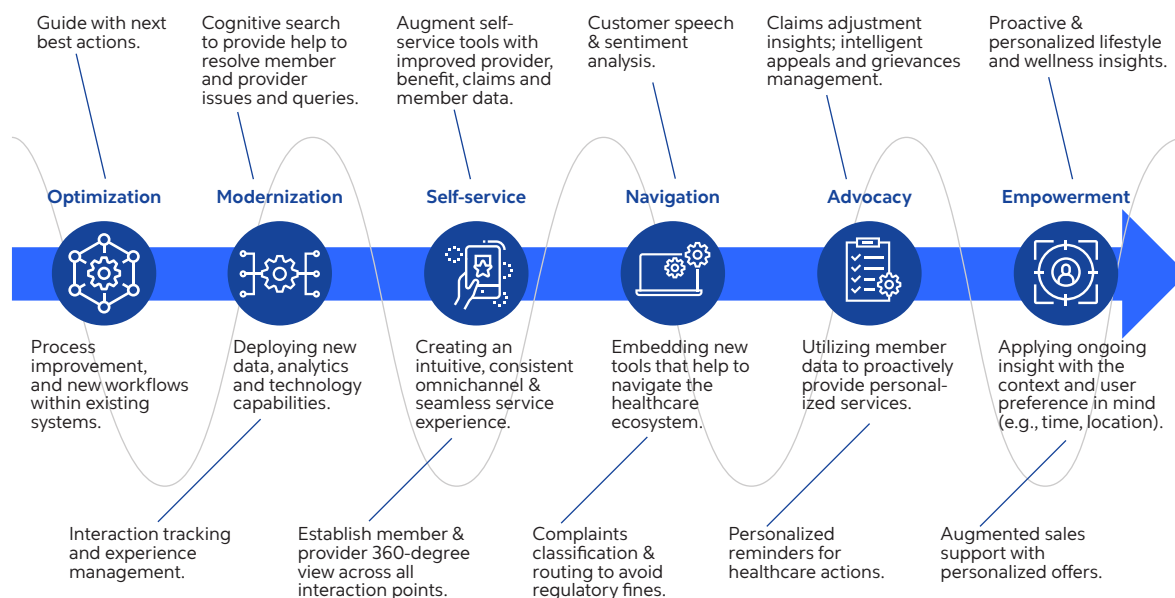 Guide with next
best actions.
Cognitive search
to provide help to
resolve member
and provider
issues and queries.
Augment self-
service tools with
improved provider,
benefit, claims and
member data.
Customer speech
& sentiment
analysis.
Claims adjustment
insights; intelligent
appeals and grievances
management.
Proactive &
personalized lifestyle
and wellness insights.
Optimization
Modernization
Self-service
Navigation
Advocacy
Empowerment
Process
improvement,
and new workflows
within existing
systems.
Deploying new
data, analytics
and technology
capabilities.
Creating an
intuitive, consistent
omnichannel &
seamless service
experience.
Embedding new
tools that help to
navigate the
healthcare
ecosystem.
Utilizing member
data to proactively
provide personal-
ized services.
Applying ongoing
insight with the
context and user
preference in mind
(e.g., time, location).
Interaction tracking
and experience
management.
Establish member &
provider 360-degree
view across all
interaction points.
Complaints
classification &
routing to avoid
regulatory fines.
Personalized
reminders for
healthcare actions.
Augmented sales
support with
personalized offers.